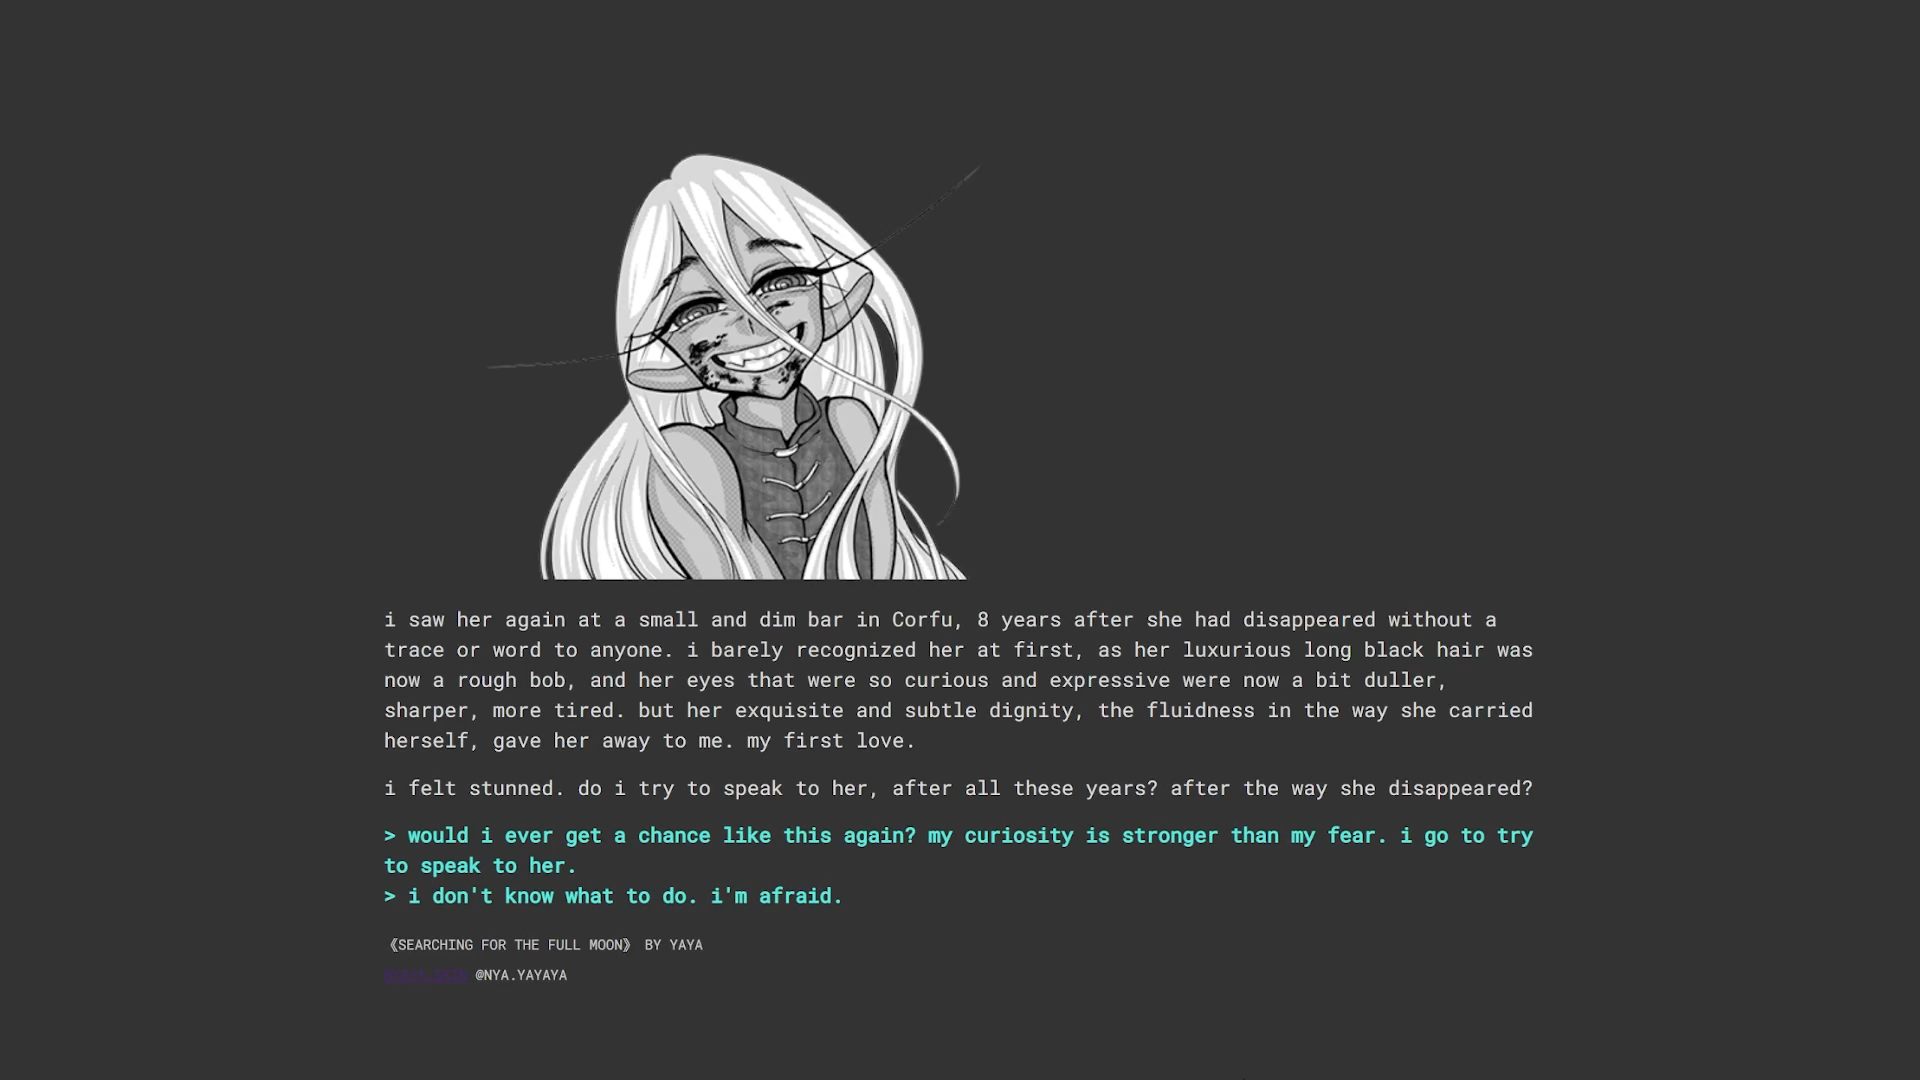 i saw her again at a small and dim bar in Corfu, 8 years after she had disappeared without a
trace or word to anyone. i barely recognized her at first, as her luxurious long black hair was
now a rough bob, and her eyes that were so curious and expressive were now a bit duller,
sharper, more tired. but her exquisite and subtle dignity, the fluidness in the way she carried
herself, gave her away to me. my first love.
i felt stunned. do i try to speak to her, after all these years? after the way she disappeared?
> would i ever get a chance like this again? my curiosity is stronger than my fear. i go to try
to speak to her.
> i don't know what to do. i'm afraid.
《SEARCHING FOR THE FULL MOON》 BY YAYA
@NYA.YAYAYA